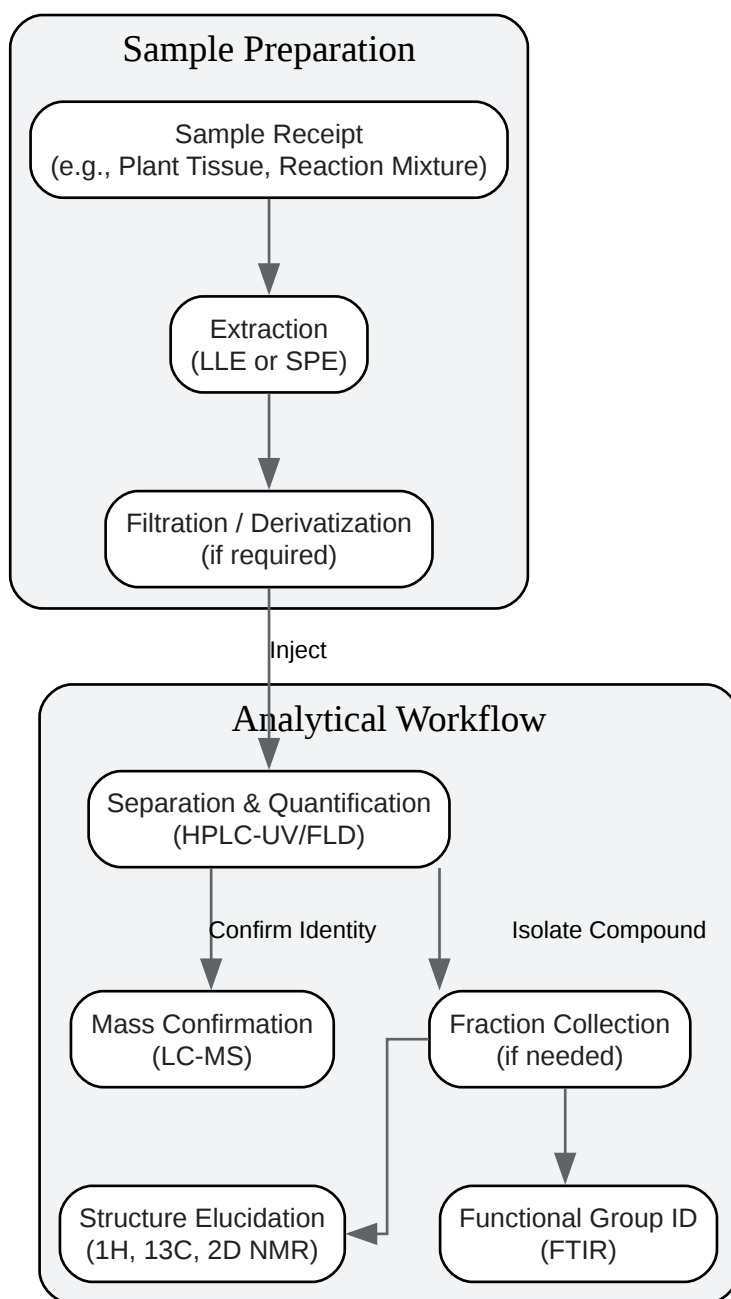 Sample Preparation
Sample Receipt
(e.g., Plant Tissue, Reaction Mixture)
Extraction
(LLE or SPE)
Filtration / Derivatization
(if required)
Inject
Analytical Workflow
Separation & Quantification
(HPLC-UV/FLD)
Confirm Identity
Isolate Compound
Mass Confirmation
(LC-MS)
Fraction Collection
(if needed)
Structure Elucidation
(1H, 13C, 2D NMR)
Functional Group ID
(FTIR)